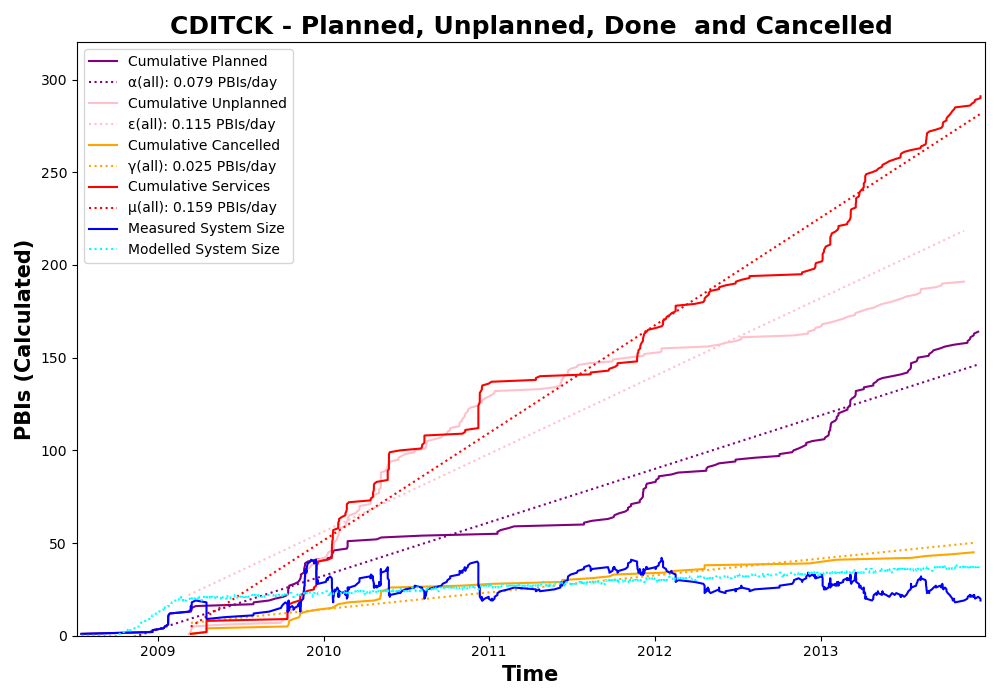 CDITCK - Planned, Unplanned, Done  and Cancelled
PBIs (Calculated)
300
250
200
150
100
50
0
Cumulative Planned
α(all): 0.079 PBIs/day
Cumulative Unplanned
ε(all): 0.115 PBIs/day
Cumulative Cancelled
γ(all): 0.025 PBIs/day
Cumulative Services
μ(all): 0.159 PBIs/day
Measured System Size
Modelled System Size
2009 2010 2011 2012 2013
Time